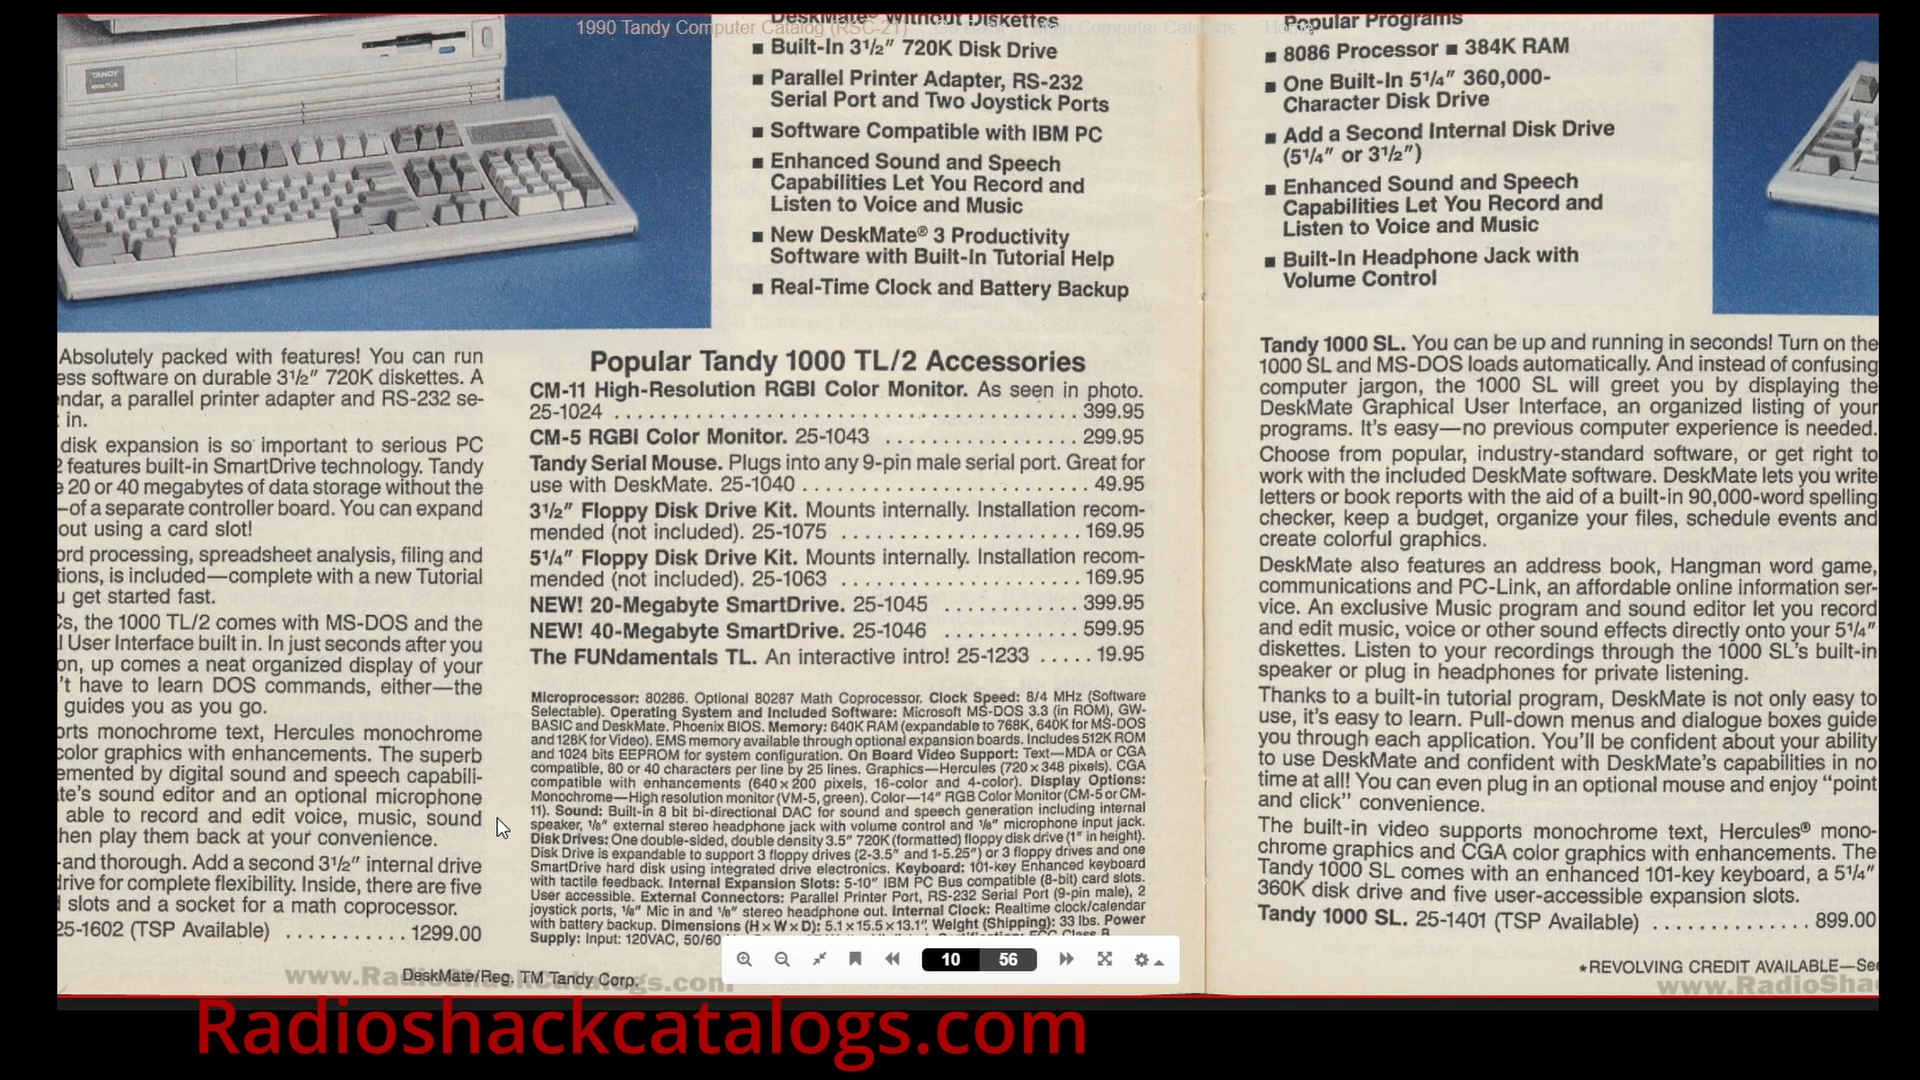 1990 Tandy Computer Catalog (RSC-21) Go Back Main Computer Catalogs Home
TANDY
DeskMate® Without Diskettes
■ Built-In 3½″ 720K Disk Drive
■ Parallel Printer Adapter, RS-232
Serial Port and Two Joystick Ports
■ Software Compatible with IBM PC
■ Enhanced Sound and Speech
Capabilities Let You Record and
Listen to Voice and Music
■ New DeskMate® 3 Productivity
Software with Built-In Tutorial Help
■ Real-Time Clock and Battery Backup
Absolutely packed with features! You can run
ess software on durable 3½″ 720K diskettes. A
ndar, a parallel printer adapter and RS-232 se-
in.
disk expansion is so important to serious PC
2 features built-in SmartDrive technology. Tandy
e 20 or 40 megabytes of data storage without the
—of a separate controller board. You can expand
out using a card slot!
ord processing, spreadsheet analysis, filing and
tions, is included—complete with a new Tutorial
u get started fast.
Cs, the 1000 TL/2 comes with MS-DOS and the
l User Interface built in. In just seconds after you
on, up comes a neat organized display of your
't have to learn DOS commands, either—the
guides you as you go.
orts monochrome text, Hercules monochrome
color graphics with enhancements. The superb
emented by digital sound and speech capabili-
te's sound editor and an optional microphone
able to record and edit voice, music, sound
hen play them back at your convenience.
-and thorough. Add a second 3½″ internal drive
drive for complete flexibility. Inside, there are five
slots and a socket for a math coprocessor.
25-1602 (TSP Available) ........... 1299.00
Popular Tandy 1000 TL/2 Accessories
CM-11 High-Resolution RGBI Color Monitor. As seen in photo.
25-1024 ........................................ 399.95
CM-5 RGBI Color Monitor. 25-1043 ................ 299.95
Tandy Serial Mouse. Plugs into any 9-pin male serial port. Great for
use with DeskMate. 25-1040 ....................... 49.95
3½″ Floppy Disk Drive Kit. Mounts internally. Installation recom-
mended (not included). 25-1075 ................... 169.95
5¼″ Floppy Disk Drive Kit. Mounts internally. Installation recom-
mended (not included). 25-1063 ................... 169.95
NEW! 20-Megabyte SmartDrive. 25-1045 ........... 399.95
NEW! 40-Megabyte SmartDrive. 25-1046 ........... 599.95
The FUNdamentals TL. An interactive intro! 25-1233 ..... 19.95
Microprocessor: 80286. Optional 80287 Math Coprocessor. Clock Speed: 8/4 MHz (Software
Selectable). Operating System and Included Software: Microsoft MS-DOS 3.3 (in ROM), GW-
BASIC and DeskMate. Phoenix BIOS. Memory: 640K RAM (expandable to 768K, 640K for MS-DOS
and 128K for Video). EMS memory available through optional expansion boards. Includes 512K ROM
and 1024 bits EEPROM for system configuration. On Board Video Support: Text—MDA or CGA
compatible, 80 or 40 characters per line by 25 lines. Graphics—Hercules (720 × 348 pixels). CGA
compatible with enhancements (640 × 200 pixels, 16-color and 4-color). Display Options:
Monochrome—High resolution monitor (VM-5, green). Color—14″ RGB Color Monitor (CM-5 or CM-
11). Sound: Built-in 8 bit bi-directional DAC for sound and speech generation including internal
speaker, ⅛″ external stereo headphone jack with volume control and ⅛″ microphone input jack.
Disk Drives: One double-sided, double density 3.5″ 720K (formatted) floppy disk drive (1″ in height).
Disk Drive is expandable to support 3 floppy drives (2-3.5″ and 1-5.25″) or 3 floppy drives and one
SmartDrive hard disk using integrated drive electronics. Keyboard: 101-key Enhanced keyboard
with tactile feedback. Internal Expansion Slots: 5-10″ IBM PC Bus compatible (8-bit) card slots.
User accessible. External Connectors: Parallel Printer Port, RS-232 Serial Port (9-pin male), 2
joystick ports, ⅛″ Mic in and ⅛″ stereo headphone out. Internal Clock: Realtime clock/calendar
with battery backup. Dimensions (H × W × D): 5.1 × 15.5 × 13.1″. Weight (Shipping): 33 lbs. Power
Supply: Input: 120VAC, 50/60
DeskMate/Reg. TM Tandy Corp.
www.RadioShackCatalogs.com
Popular Programs
■ 8086 Processor ■ 384K RAM
■ One Built-In 5¼″ 360,000-
Character Disk Drive
■ Add a Second Internal Disk Drive
(5¼″ or 3½″)
■ Enhanced Sound and Speech
Capabilities Let You Record and
Listen to Voice and Music
■ Built-In Headphone Jack with
Volume Control
Tandy 1000 SL. You can be up and running in seconds! Turn on the
1000 SL and MS-DOS loads automatically. And instead of confusing
computer jargon, the 1000 SL will greet you by displaying the
DeskMate Graphical User Interface, an organized listing of your
programs. It's easy—no previous computer experience is needed.
Choose from popular, industry-standard software, or get right to
work with the included DeskMate software. DeskMate lets you write
letters or book reports with the aid of a built-in 90,000-word spelling
checker, keep a budget, organize your files, schedule events and
create colorful graphics.
DeskMate also features an address book, Hangman word game,
communications and PC-Link, an affordable online information ser-
vice. An exclusive Music program and sound editor let you record
and edit music, voice or other sound effects directly onto your 5¼″
diskettes. Listen to your recordings through the 1000 SL's built-in
speaker or plug in headphones for private listening.
Thanks to a built-in tutorial program, DeskMate is not only easy to
use, it's easy to learn. Pull-down menus and dialogue boxes guide
you through each application. You'll be confident about your ability
to use DeskMate and confident with DeskMate's capabilities in no
time at all! You can even plug in an optional mouse and enjoy “point
and click” convenience.
The built-in video supports monochrome text, Hercules® mono-
chrome graphics and CGA color graphics with enhancements. The
Tandy 1000 SL comes with an enhanced 101-key keyboard, a 5¼″
360K disk drive and five user-accessible expansion slots.
Tandy 1000 SL. 25-1401 (TSP Available) ............. 899.00
★REVOLVING CREDIT AVAILABLE—See
www.RadioSha
10 56
Radioshackcatalogs.com